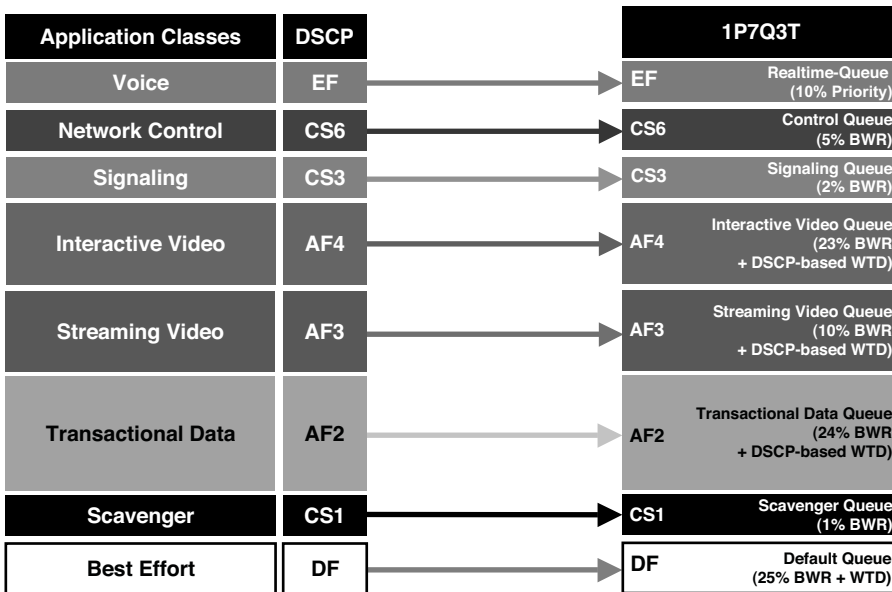 Application Classes DSCP 1P7Q3T
Voice EF EF Realtime-Queue
(10% Priority)
Network Control CS6 CS6 Control Queue
(5% BWR)
Signaling CS3 CS3 Signaling Queue
(2% BWR)
Interactive Video AF4 AF4 Interactive Video Queue
(23% BWR
+ DSCP-based WTD)
Streaming Video AF3 AF3 Streaming Video Queue
(10% BWR
+ DSCP-based WTD)
Transactional Data AF2 AF2 Transactional Data Queue
(24% BWR
+ DSCP-based WTD)
Scavenger CS1 CS1 Scavenger Queue
(1% BWR)
Best Effort DF DF Default Queue
(25% BWR + WTD)